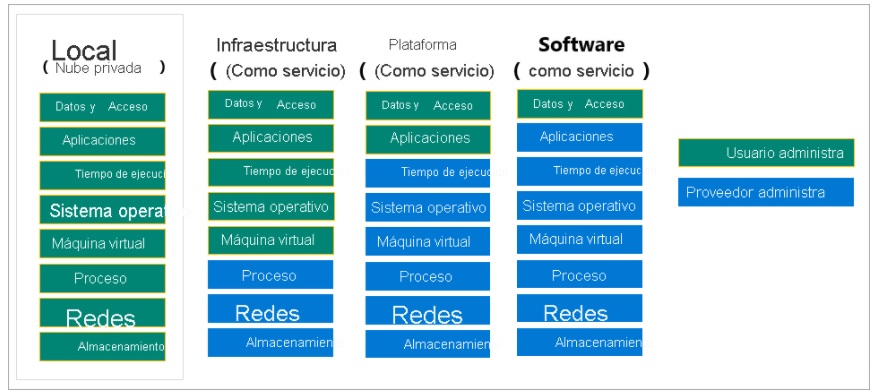 Local
( Nube privada )
Datos y Acceso
Aplicaciones
Tiempo de ejecuci
Sistema operat
Máquina virtual
Proceso
Redes
Almacenamiento
Infraestructura
( (Como servicio)
Datos y Acceso
Aplicaciones
Tiempo de ejecuc
Sistema operativo
Máquina virtual
Proceso
Redes
Almacenamien
Plataforma
( (Como servicio)
Datos y Acceso
Aplicaciones
Tiempo de ejecuc
Sistema operativo
Máquina virtual
Proceso
Redes
Almacenamien
Software
( como servicio )
Datos y Acceso
Aplicaciones
Tiempo de ejecuc
Sistema operativo
Máquina virtual
Proceso
Redes
Almacenamien
Usuario administra
Proveedor administra